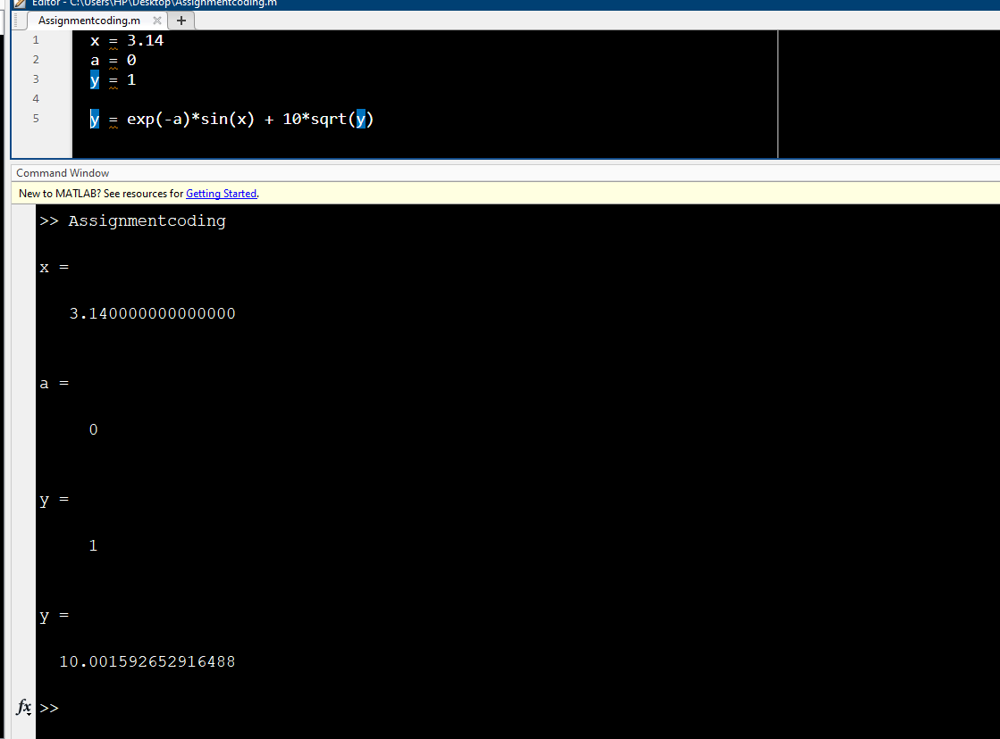 Editor - C:\Users\HP\Desktop\Assignmentcoding.m
Assignmentcoding.m × +
1 x = 3.14
2 a = 0
3 y = 1
4
5 y = exp(-a)*sin(x) + 10*sqrt(y)
Command Window
New to MATLAB? See resources for Getting Started.
>> Assignmentcoding
x =
3.140000000000000
a =
0
y =
1
y =
10.001592652916488
fx >>